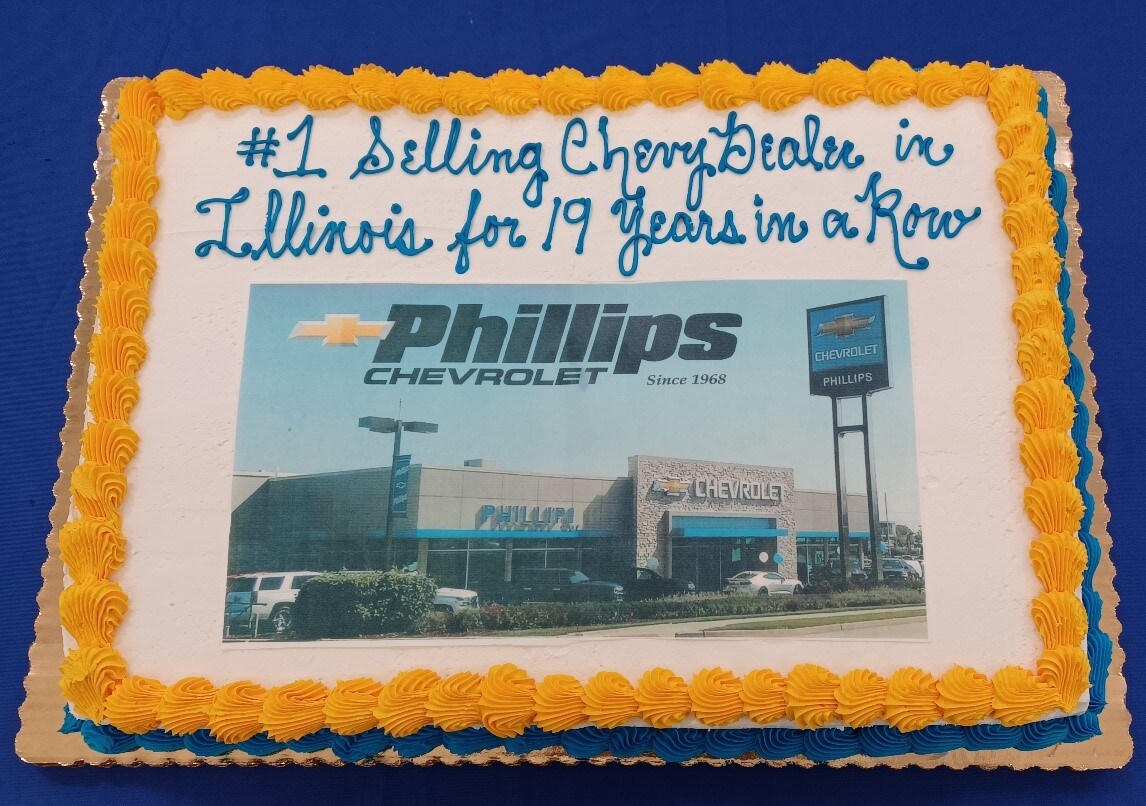 #1 Selling Chevy Dealer in
Illinois for 19 Years in a Row
Phillips
CHEVROLET
Since 1968
CHEVROLET
PHILLIPS
CHEVROLET
PHILLIPS